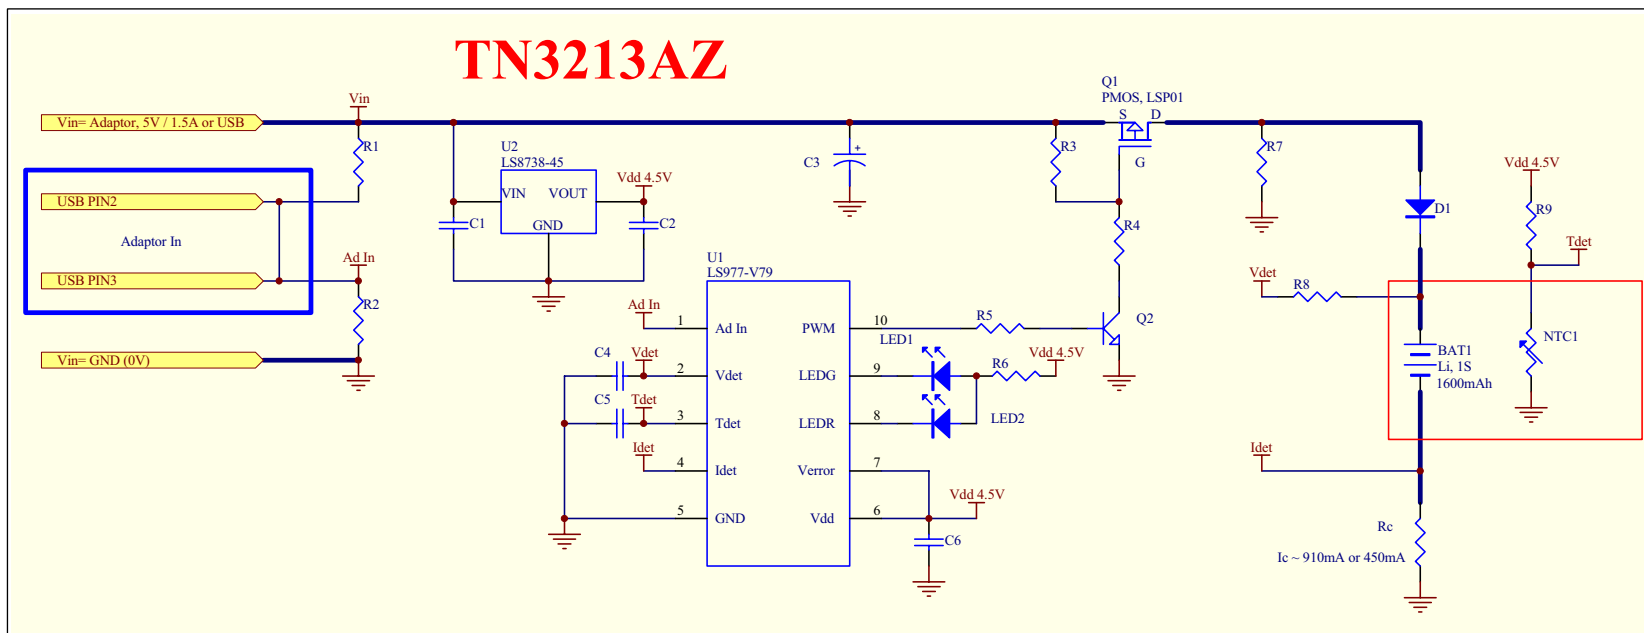 TN3213AZ
Vin= Adaptor, 5V / 1.5A or USB
Vin
R1
USB PIN2
Adaptor In
USB PIN3
Ad In
R2
Vin= GND (0V)
U2
LS8738-45
VIN
VOUT
GND
Vdd 4.5V
C1
C2
C3
+
Q1
PMOS, LSP01
S
D
G
R3
R4
R7
D1
Vdd 4.5V
R9
Tdet
U1
LS977-V79
Ad In
1
Ad In
C4
Vdet
2
Vdet
C5
Tdet
3
Tdet
Idet
4
Idet
5
GND
PWM
10
R5
Q2
LED1
LEDG
9
R6
Vdd 4.5V
LEDR
8
LED2
Verror
7
Vdd
6
Vdd 4.5V
C6
Vdet
R8
BAT1
Li, 1S
1600mAh
NTC1
Idet
Rc
Ic ~ 910mA or 450mA